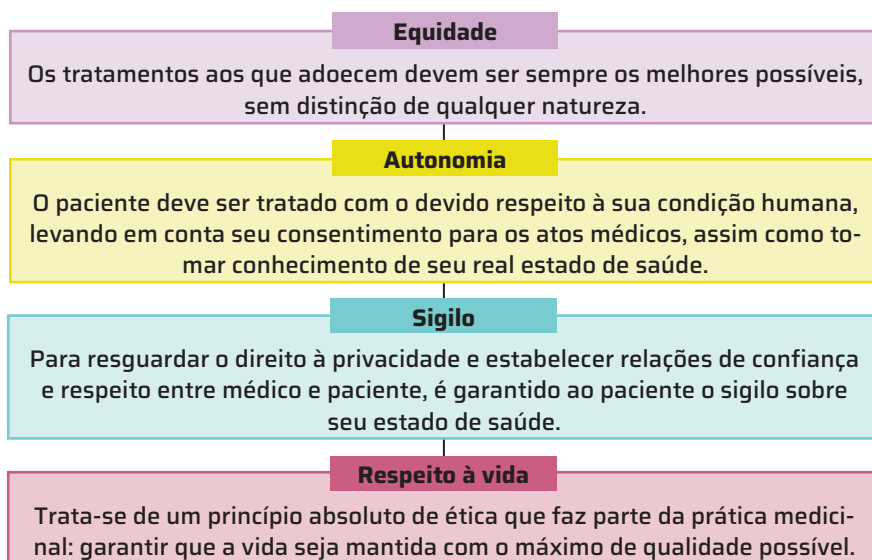 Equidade
Os tratamentos aos que adoecem devem ser sempre os melhores possíveis,
sem distinção de qualquer natureza.
Autonomia
O paciente deve ser tratado com o devido respeito à sua condição humana,
levando em conta seu consentimento para os atos médicos, assim como to-
mar conhecimento de seu real estado de saúde.
Sigilo
Para resguardar o direito à privacidade e estabelecer relações de confiança
e respeito entre médico e paciente, é garantido ao paciente o sigilo sobre
seu estado de saúde.
Respeito à vida
Trata-se de um princípio absoluto de ética que faz parte da prática medici-
nal: garantir que a vida seja mantida com o máximo de qualidade possível.